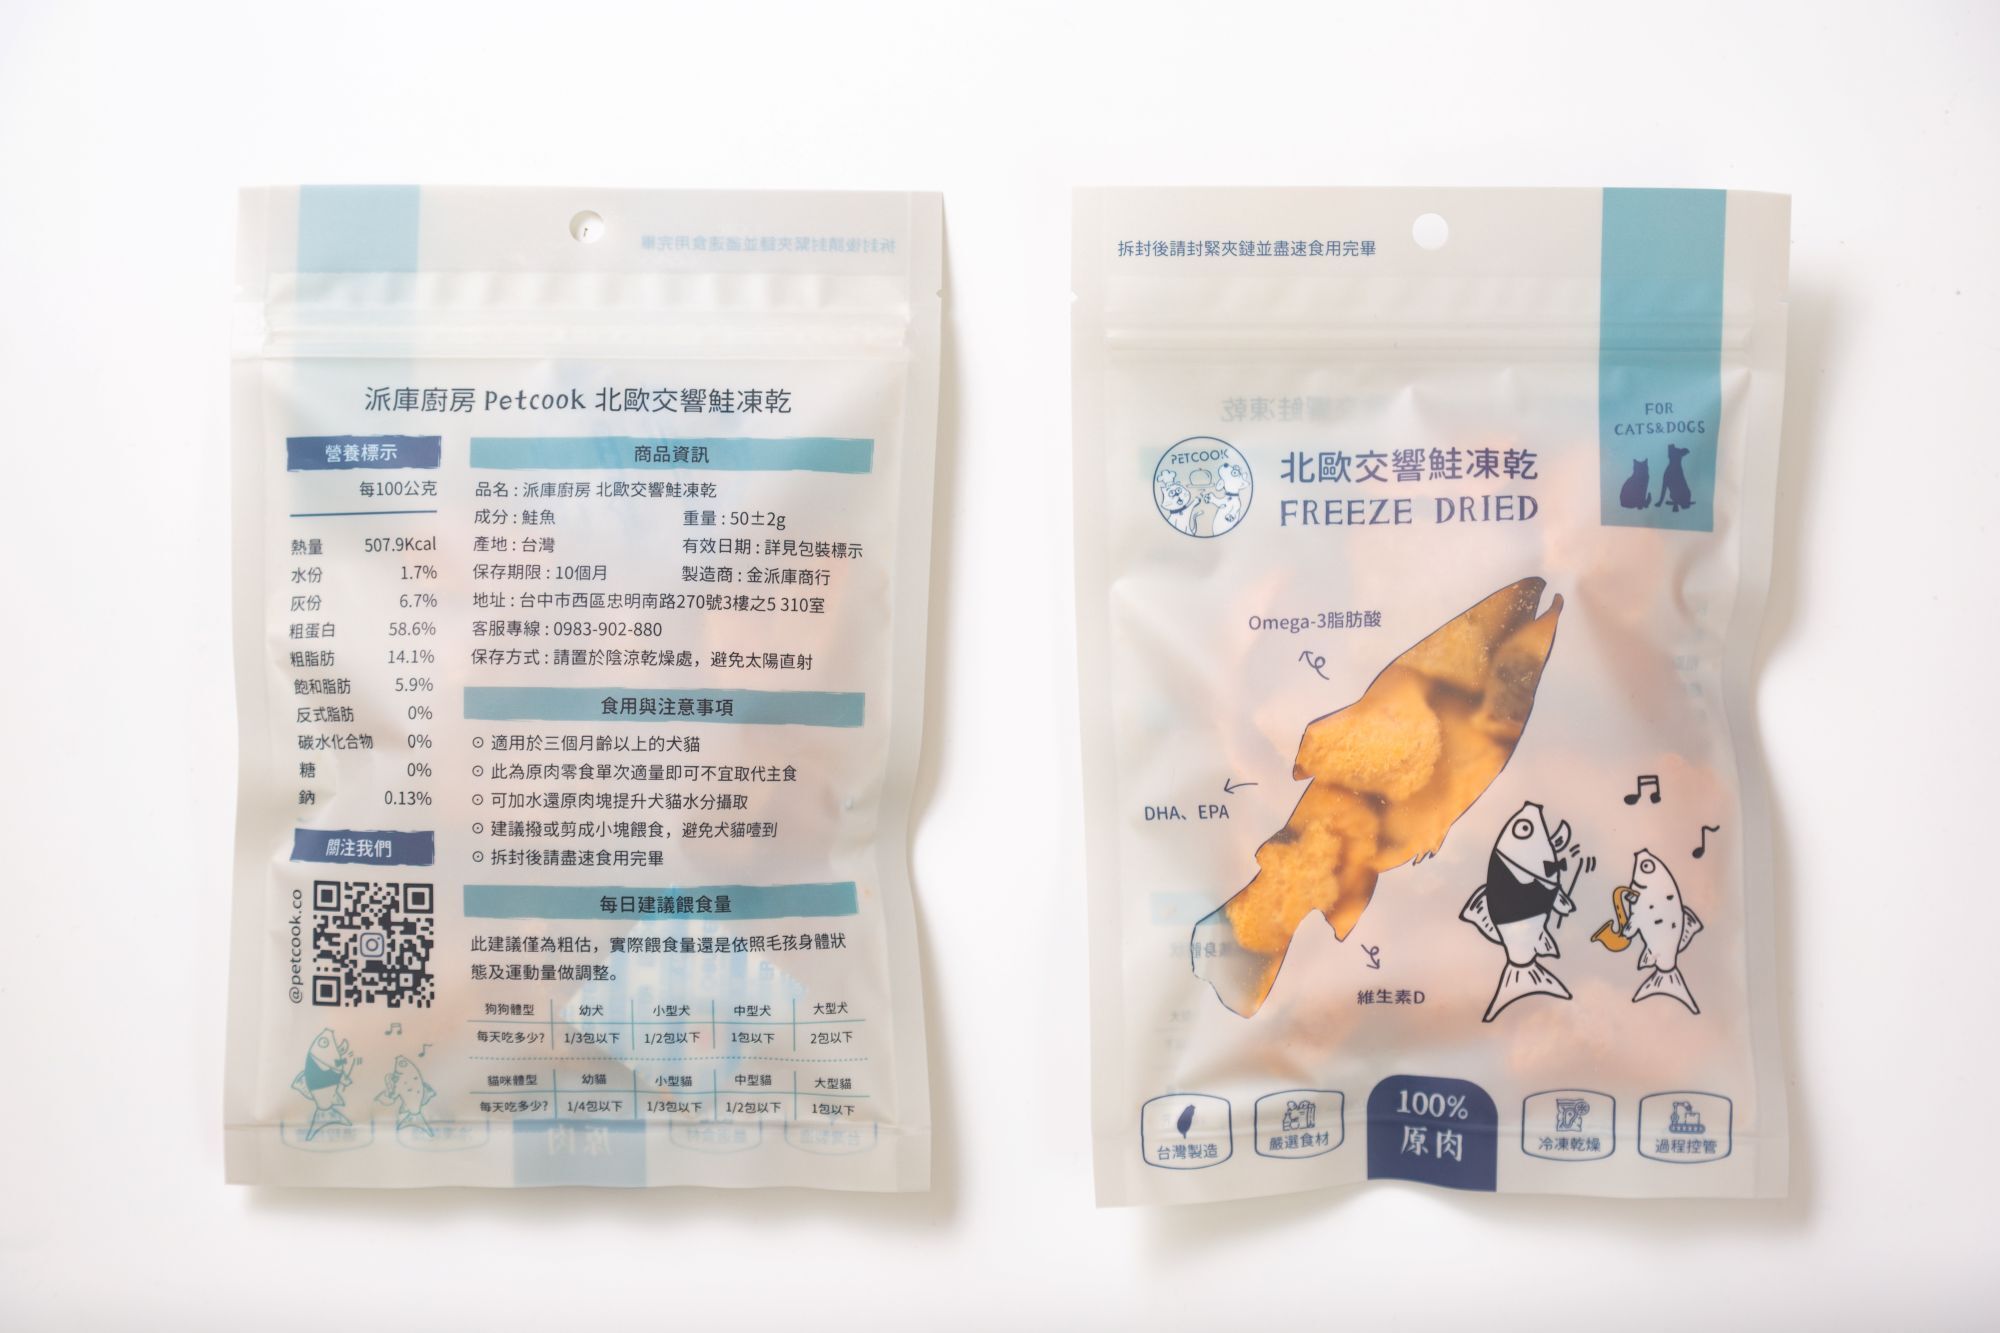 派庫廚房 Petcook 北歐交響鮭凍乾
營養標示
每100公克
熱量 507.9Kcal
水份 1.7%
灰份 6.7%
粗蛋白 58.6%
粗脂肪 14.1%
飽和脂肪 5.9%
反式脂肪 0%
碳水化合物 0%
糖 0%
鈉 0.13%
關注我們
@petcook.co
商品資訊
品名：派庫廚房 北歐交響鮭凍乾
成分：鮭魚 重量：50±2g
產地：台灣 有效日期：詳見包裝標示
保存期限：10個月 製造商：金派庫商行
地址：台中市西區忠明南路270號3樓之5 310室
客服專線：0983-902-880
保存方式：請置於陰涼乾燥處，避免太陽直射
食用與注意事項
⊙ 適用於三個月齡以上的犬貓
⊙ 此為原肉零食單次適量即可不宜取代主食
⊙ 可加水還原肉塊提升犬貓水分攝取
⊙ 建議撥或剪成小塊餵食，避免犬貓噎到
⊙ 拆封後請盡速食用完畢
每日建議餵食量
此建議僅為粗估，實際餵食量還是依照毛孩身體狀
態及運動量做調整。
狗狗體型 幼犬 小型犬 中型犬 大型犬
每天吃多少? 1/3包以下 1/2包以下 1包以下 2包以下
貓咪體型 幼貓 小型貓 中型貓 大型貓
每天吃多少? 1/4包以下 1/3包以下 1/2包以下 1包以下
拆封後請封緊夾鏈並盡速食用完畢
FOR
CATS&DOGS
PETCOOK
北歐交響鮭凍乾
FREEZE DRIED
Omega-3脂肪酸
DHA、EPA
維生素D
台灣製造
嚴選食材
100%
原肉
冷凍乾燥
過程控管